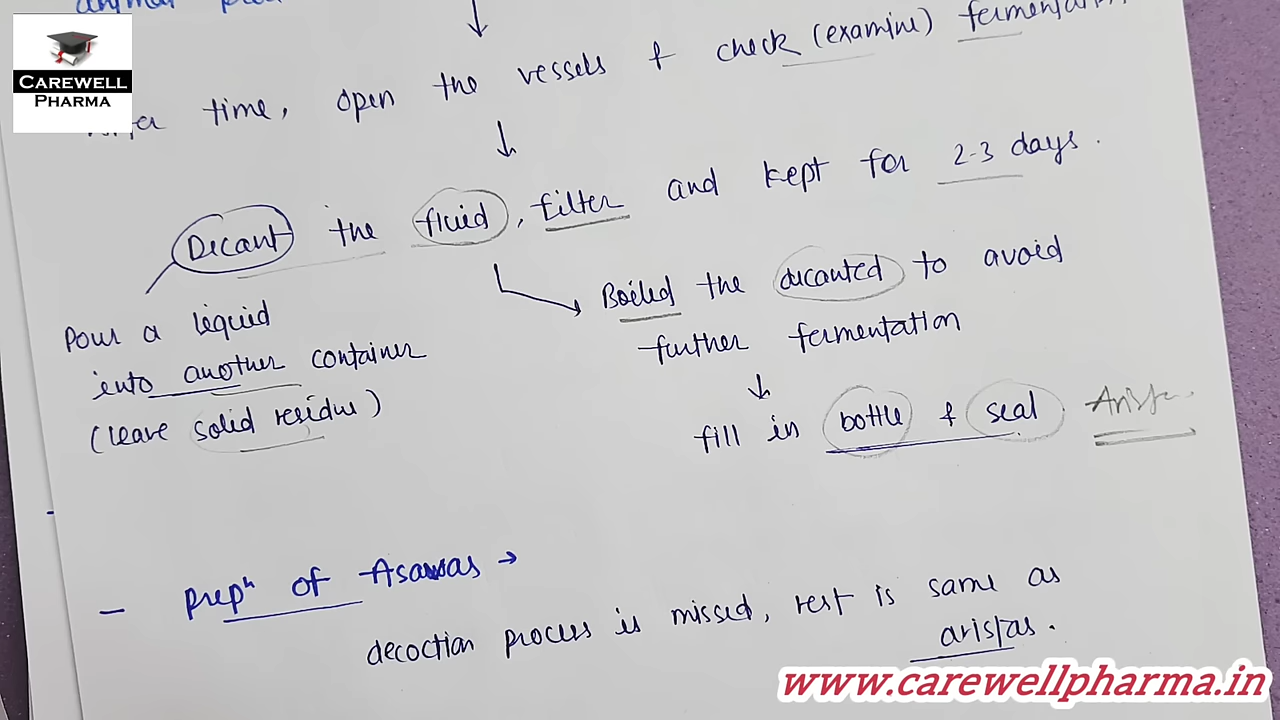 CAREWELL
PHARMA
↓
time, open the vessels & check (examine)
↓
Decant the fluid, filter and kept for 2-3 days.
Pour a liquid
into another container
(leave solid residue)
Boiled the decanted to avoid
further fermentation
↓
fill in bottle & seal
- prepⁿ of Asawas →
decoction process is missed, rest is same as
aristas.
www.carewellpharma.in